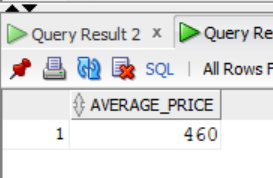 Query Result 2 x Query Re
SQL | All Rows F
AVERAGE_PRICE
1 460